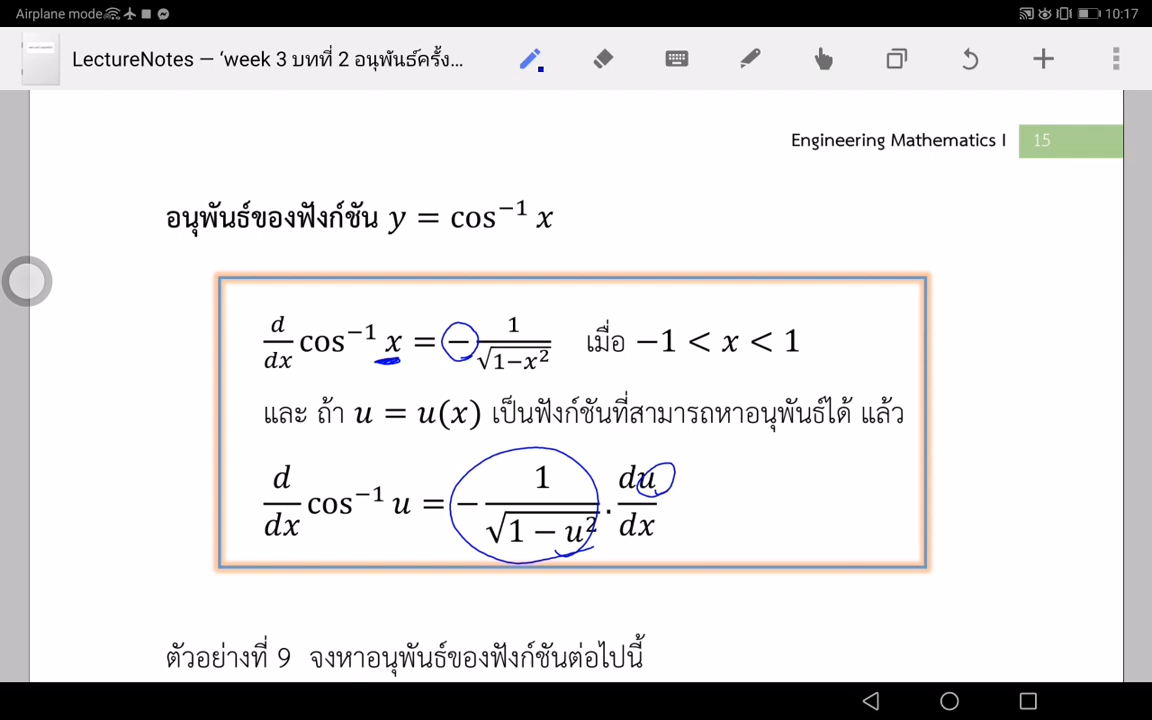 Airplane mode 10:17
LectureNotes — ‘week 3 บทที่ 2 อนุพันธ์ครั้ง...
Engineering Mathematics I 15
อนุพันธ์ของฟังก์ชัน y = cos⁻¹ x
d/dx cos⁻¹ x = − 1/√(1−x²) เมื่อ −1 < x < 1
และ ถ้า u = u(x) เป็นฟังก์ชันที่สามารถหาอนุพันธ์ได้ แล้ว
d/dx cos⁻¹ u = − 1/√(1 − u²) . du/dx
ตัวอย่างที่ 9 จงหาอนุพันธ์ของฟังก์ชันต่อไปนี้